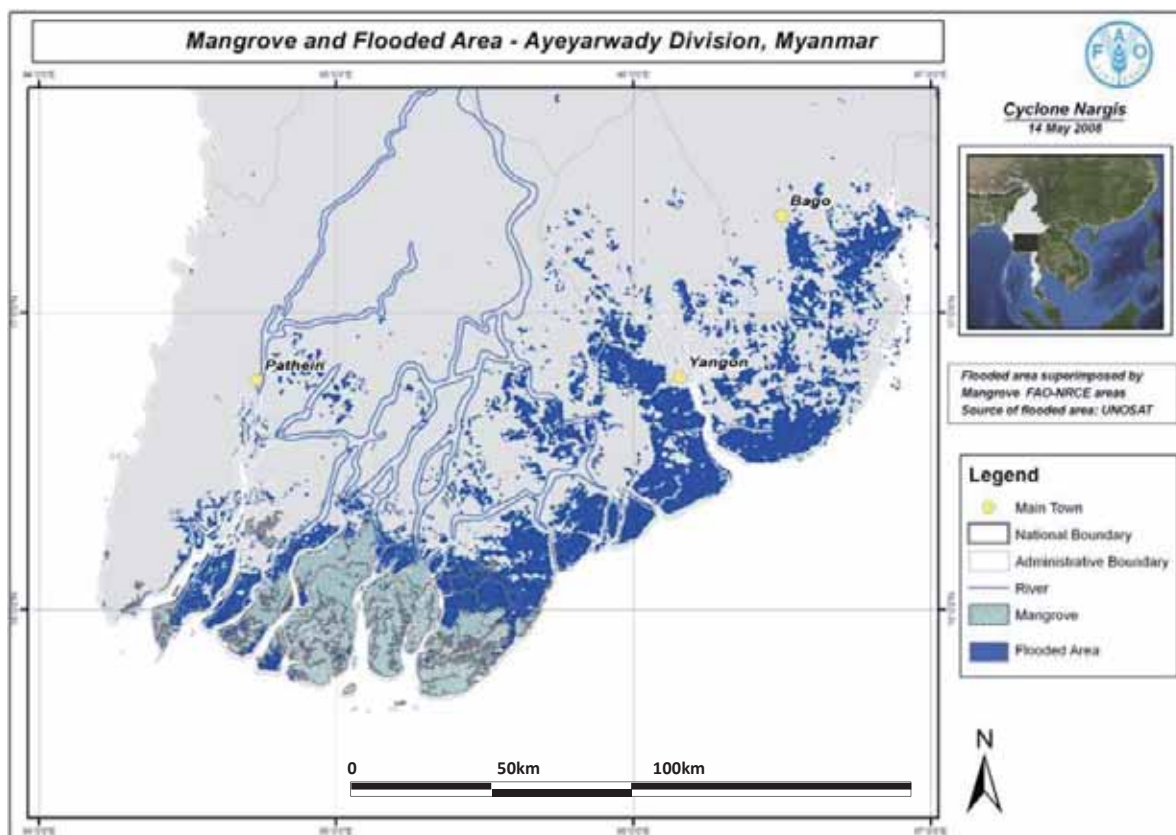 Mangrove and Flooded Area - Ayeyarwady Division, Myanmar
F A O
Cyclone Nargis
14 May 2008
Bago
Pathein
Yangon
Flooded area superimposed by
Mangrove FAO-NRCE areas
Source of flooded area: UNOSAT
Legend
Main Town
National Boundary
Administrative Boundary
River
Mangrove
Flooded Area
0 50km 100km
N